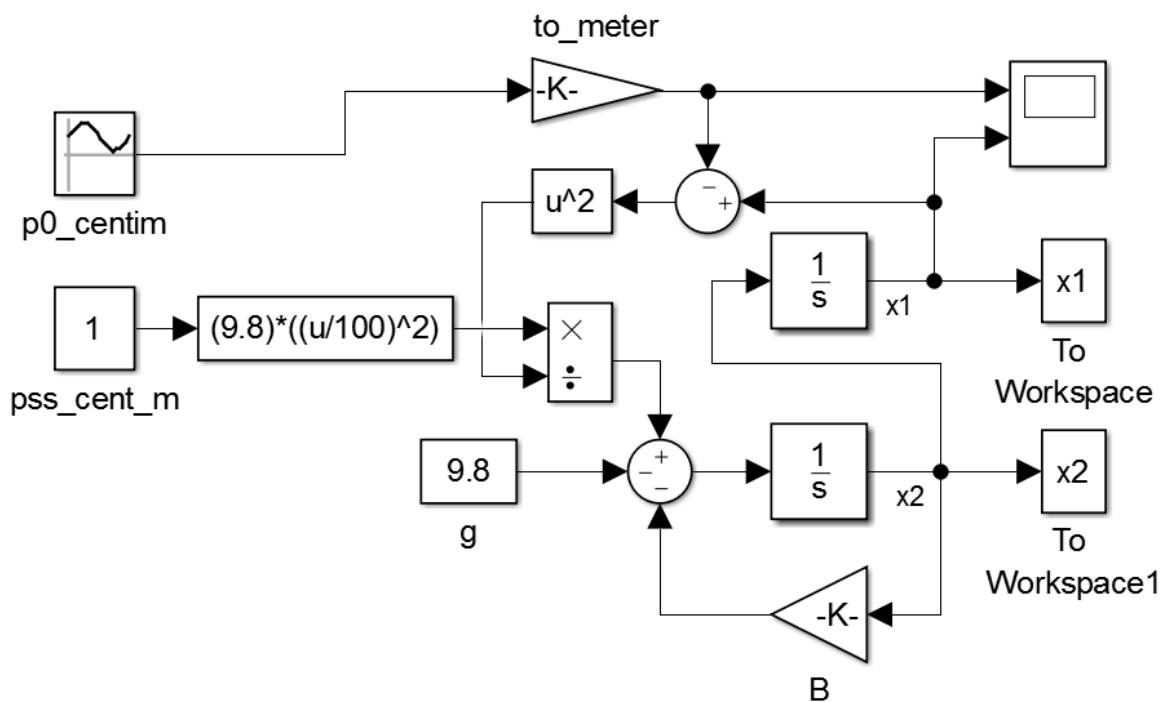 to_meter
-K-
p0_centim
u^2
−
+
1
s
x1
x1
To
Workspace
1
pss_cent_m
(9.8)*((u/100)^2)
×
÷
9.8
g
+
−
−
1
s
x2
x2
To
Workspace1
-K-
B